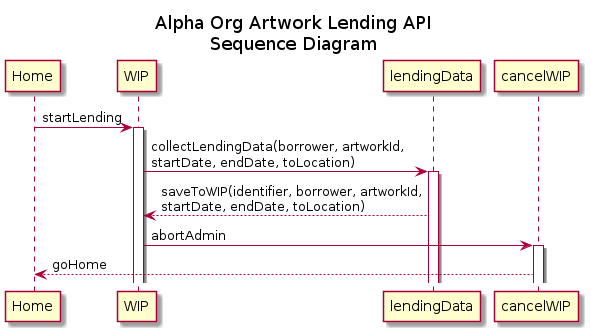 Alpha Org Artwork Lending API
Sequence Diagram
Home
WIP
lendingData
cancelWIP
startLending
collectLendingData(borrower, artworkId,
startDate, endDate, toLocation)
saveToWIP(identifier, borrower, artworkId,
startDate, endDate, toLocation)
abortAdmin
goHome
Home
WIP
lendingData
cancelWIP